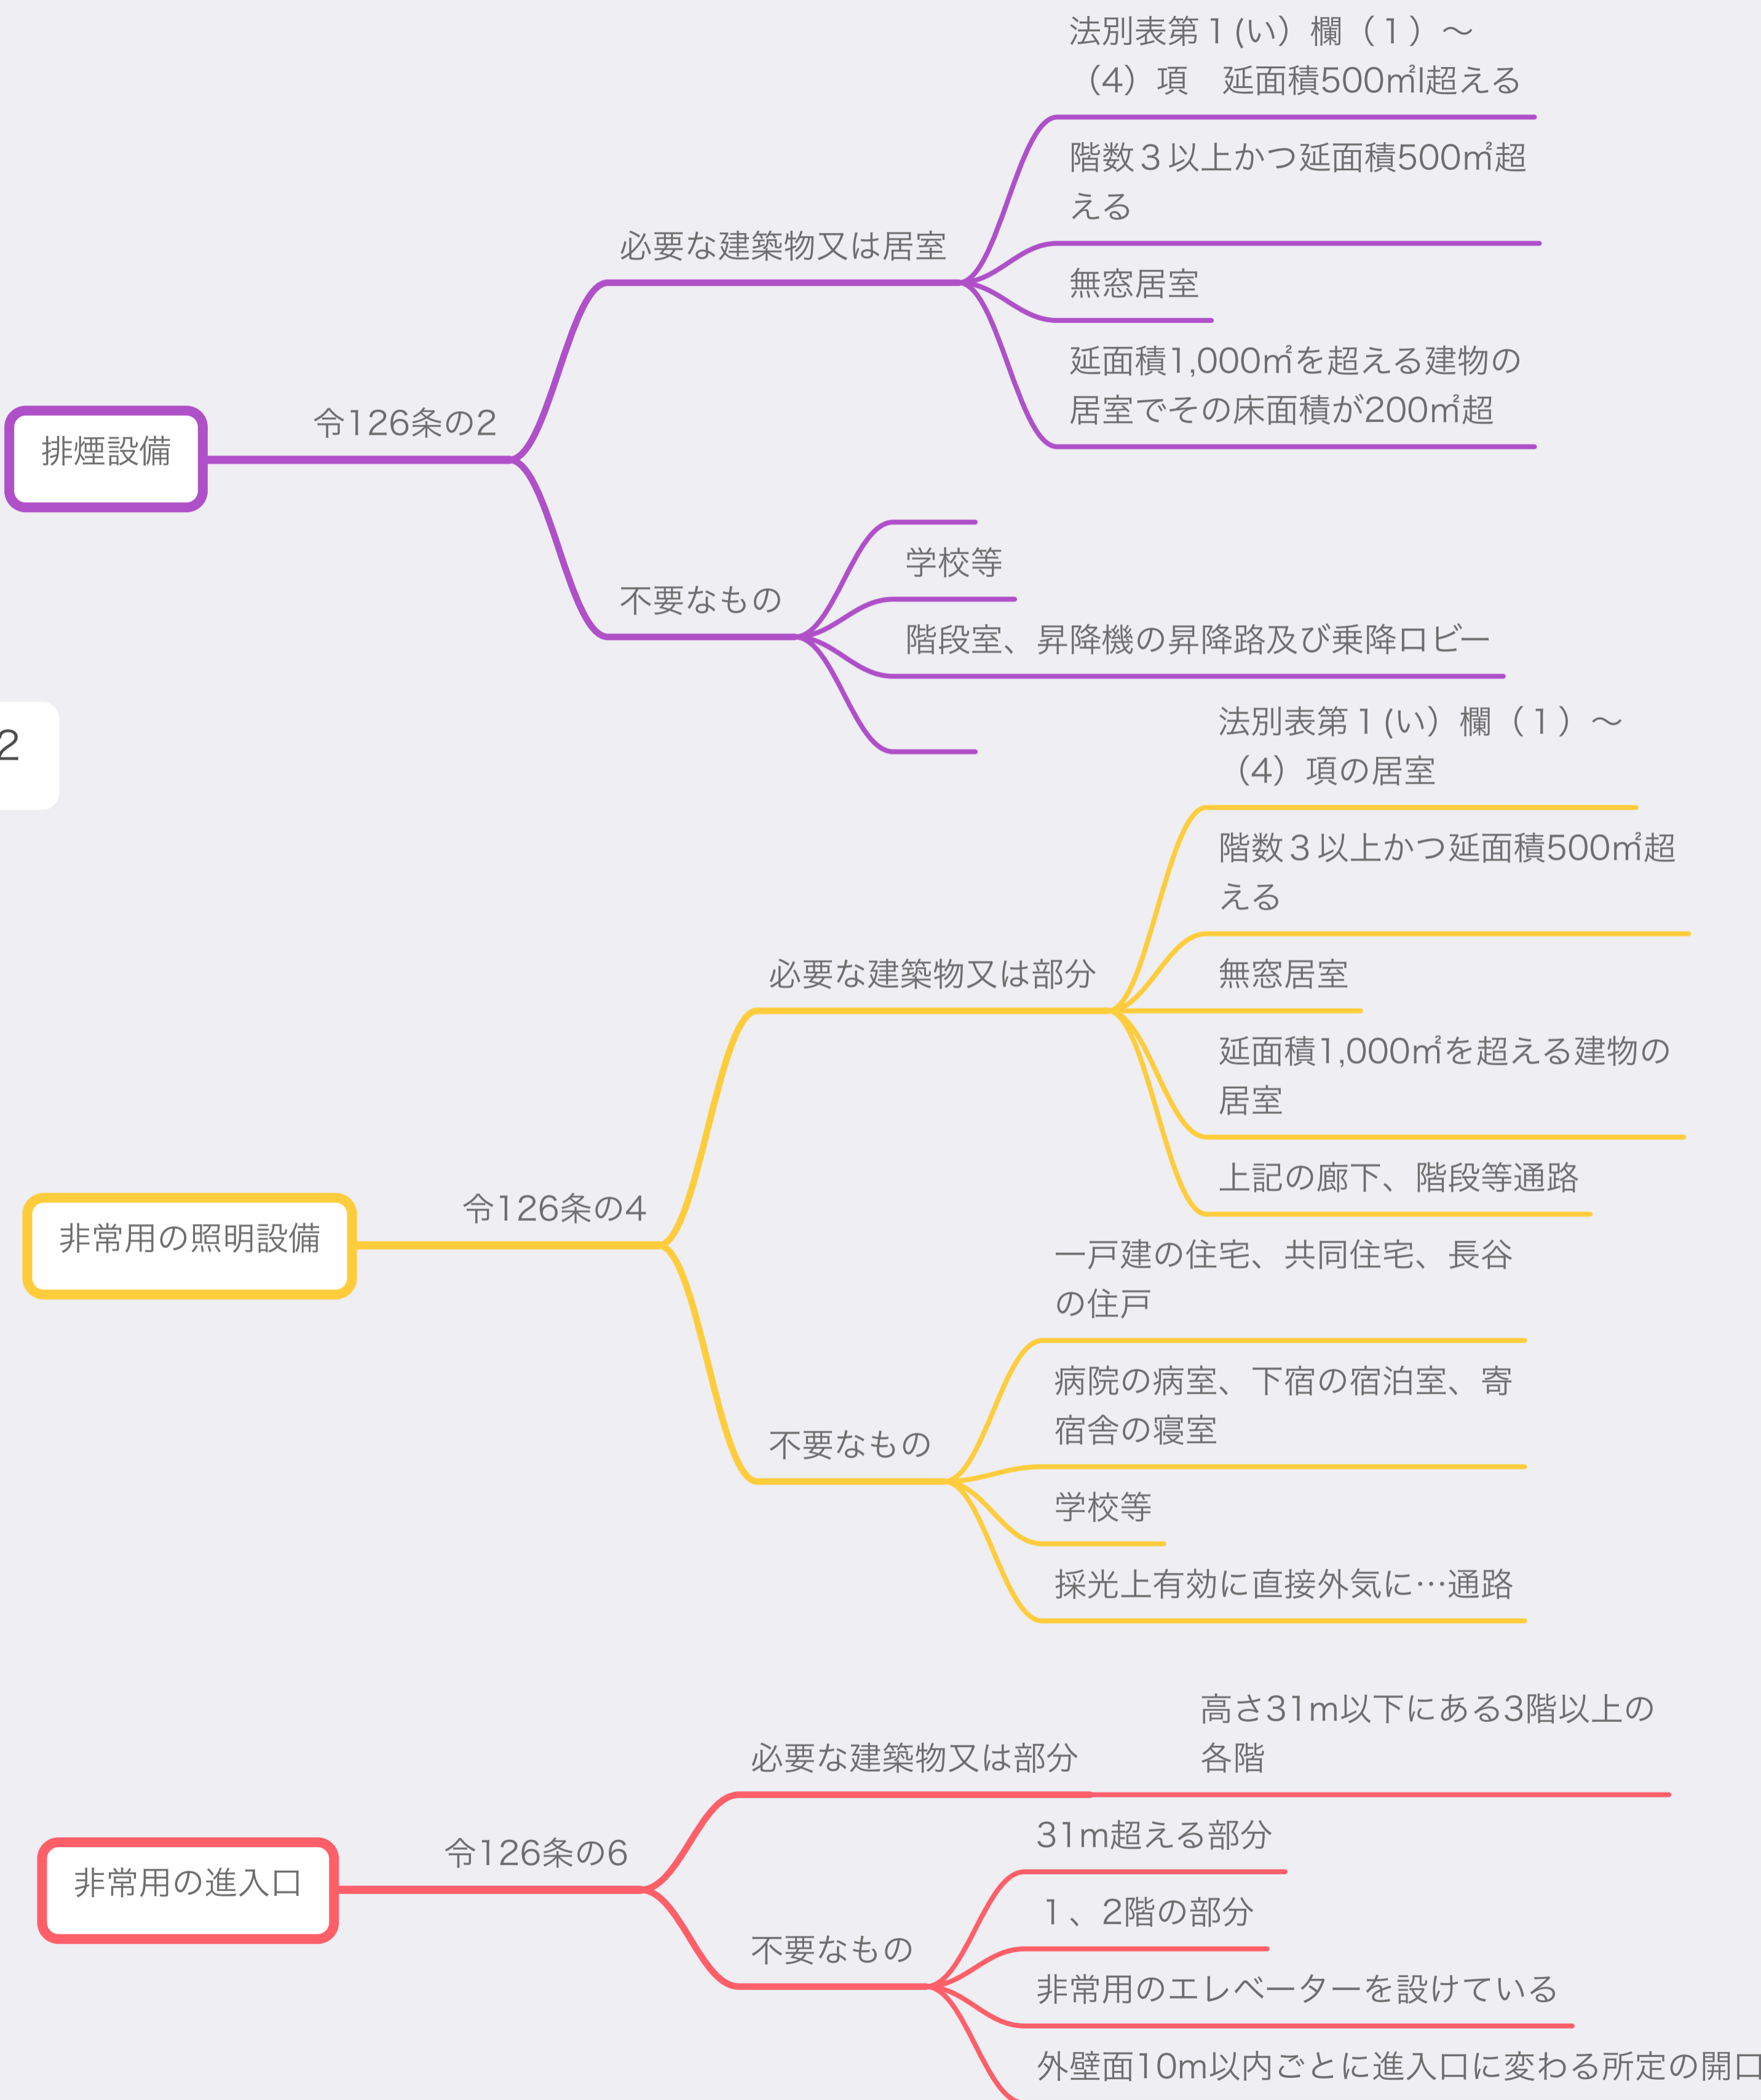 法別表第１(い）欄（１）～
（4）項　延面積500㎡l超える
階数３以上かつ延面積500㎡超
える
必要な建築物又は居室
無窓居室
延面積1,000㎡を超える建物の
居室でその床面積が200㎡超
令126条の2
排煙設備
学校等
不要なもの
階段室、昇降機の昇降路及び乗降ロビー
2
法別表第１(い）欄（１）～
（4）項の居室
階数３以上かつ延面積500㎡超
える
必要な建築物又は部分
無窓居室
延面積1,000㎡を超える建物の
居室
上記の廊下、階段等通路
令126条の4
非常用の照明設備
一戸建の住宅、共同住宅、長谷
の住戸
病院の病室、下宿の宿泊室、寄
宿舎の寝室
不要なもの
学校等
採光上有効に直接外気に…通路
高さ31m以下にある3階以上の
各階
必要な建築物又は部分
31m超える部分
令126条の6
非常用の進入口
１、2階の部分
不要なもの
非常用のエレベーターを設けている
外壁面10m以内ごとに進入口に変わる所定の開口